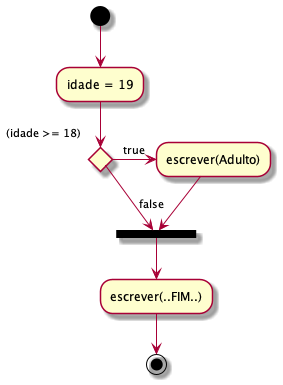 idade = 19
(idade >= 18)
true
escrever(Adulto)
false
escrever(..FIM..)